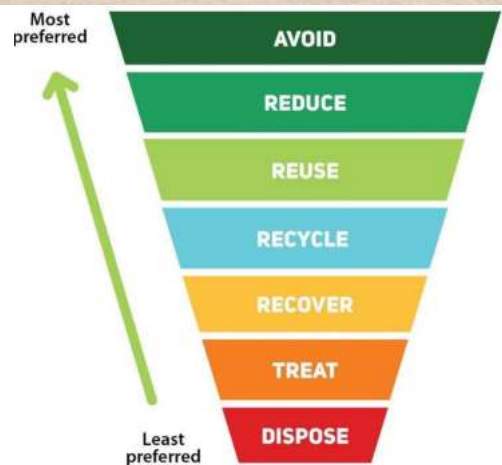 Most
preferred
AVOID
REDUCE
REUSE
RECYCLE
RECOVER
TREAT
DISPOSE
Least
preferred